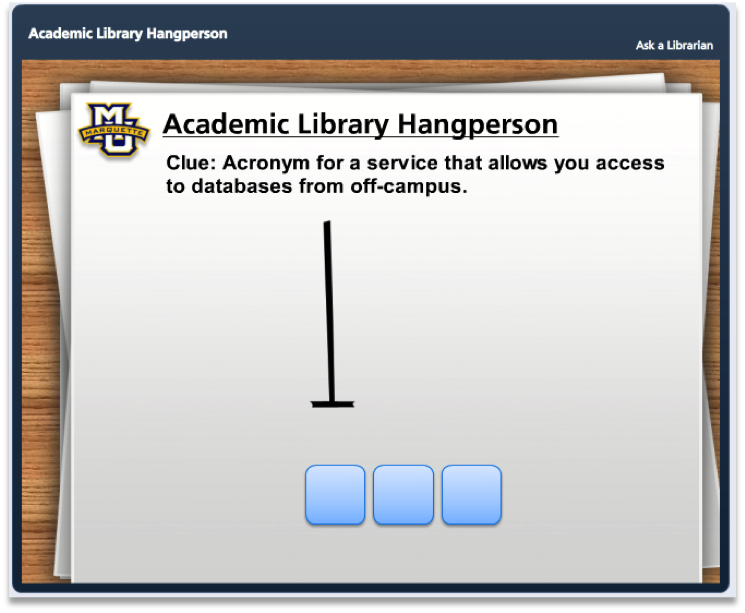 Academic Library Hangperson
Ask a Librarian
MU
MARQUETTE
Academic Library Hangperson
Clue: Acronym for a service that allows you access
to databases from off-campus.